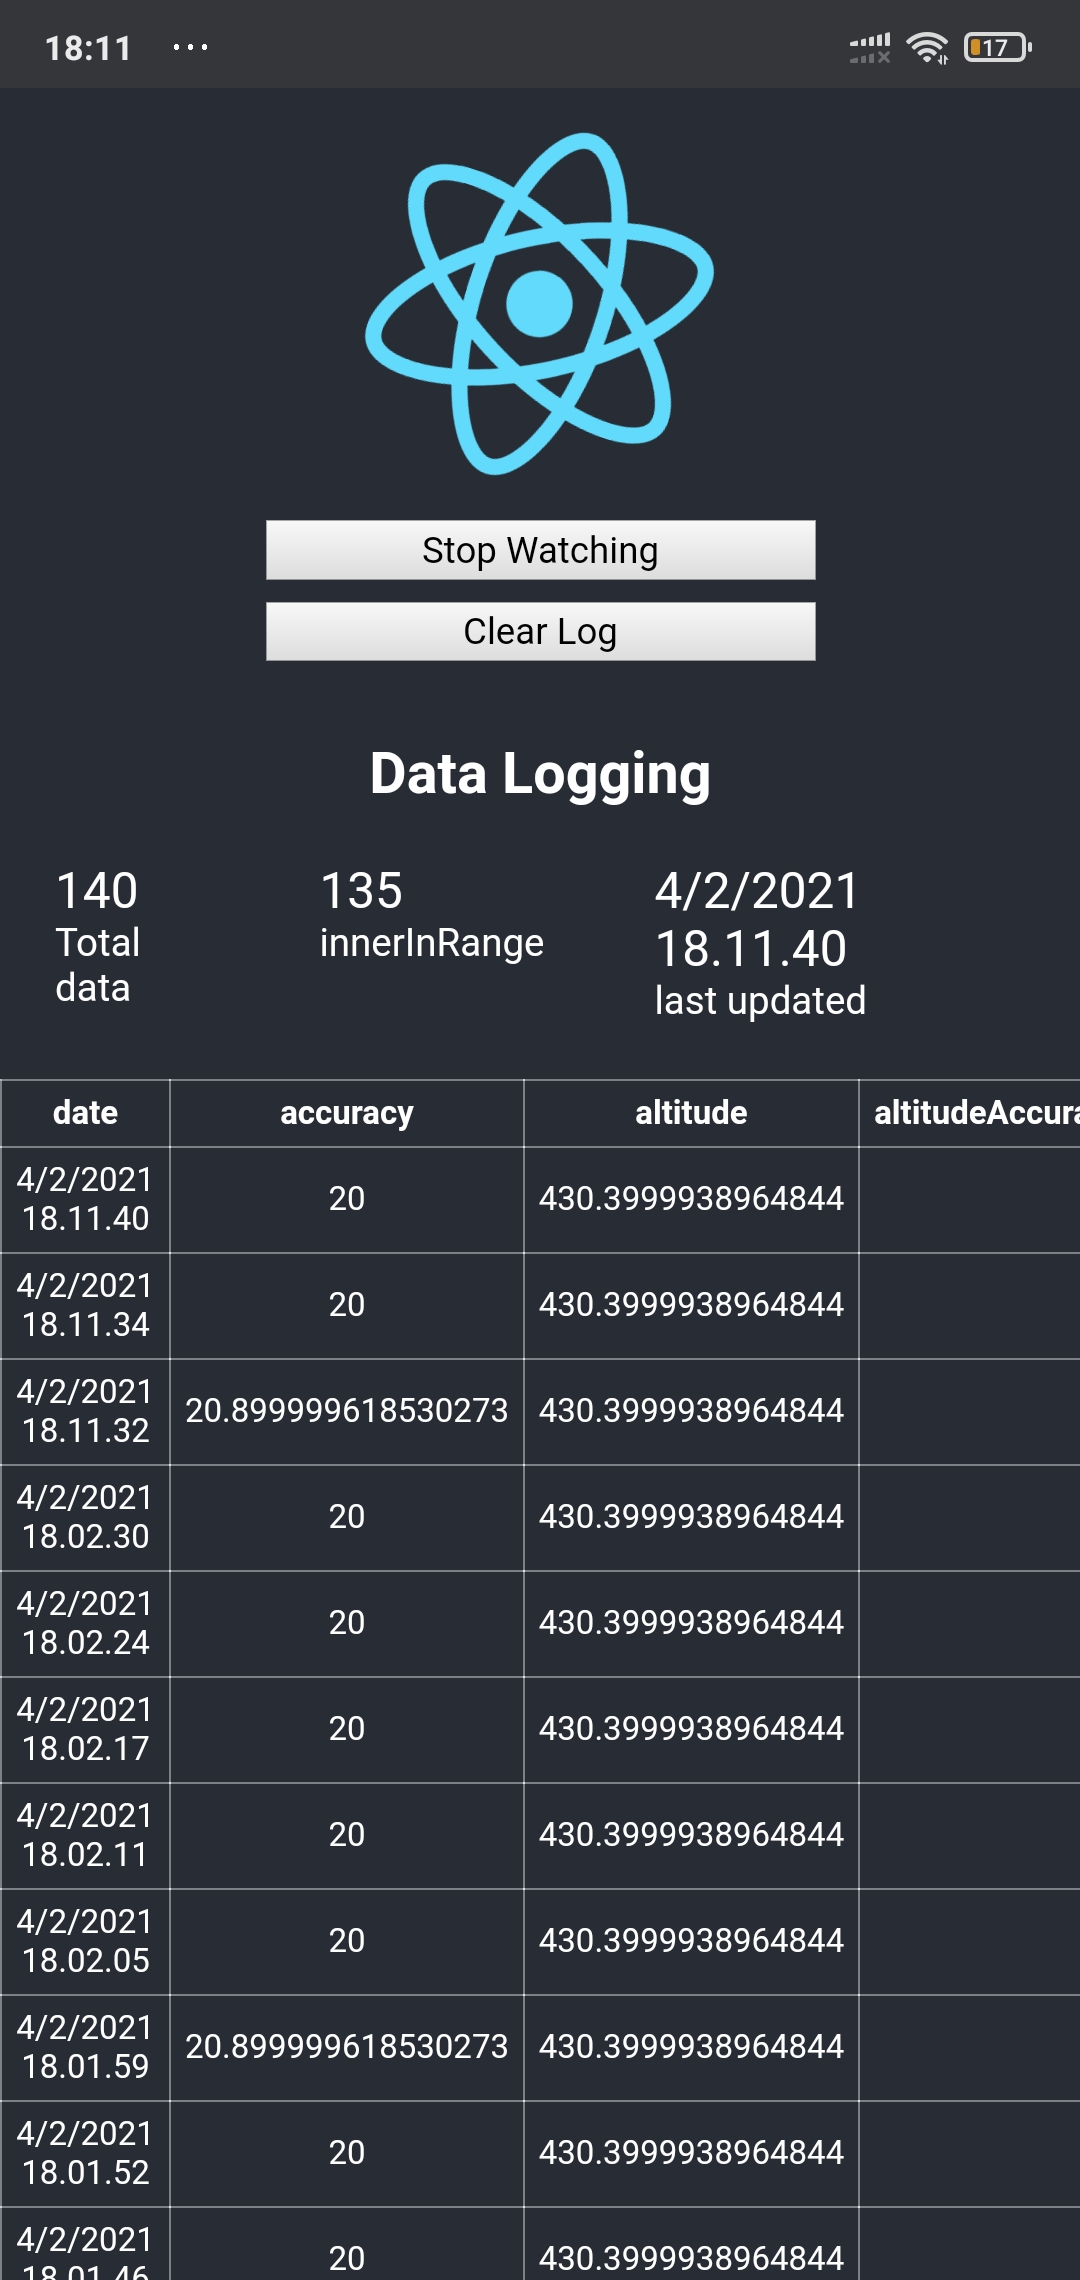 18:11 ... 17
Stop Watching
Clear Log
Data Logging
140 135 4/2/2021
18.11.40
Total data innerInRange last updated
date accuracy altitude altitudeAccura
4/2/2021 18.11.40 20 430.3999938964844
4/2/2021 18.11.34 20 430.3999938964844
4/2/2021 18.11.32 20.899999618530273 430.3999938964844
4/2/2021 18.02.30 20 430.3999938964844
4/2/2021 18.02.24 20 430.3999938964844
4/2/2021 18.02.17 20 430.3999938964844
4/2/2021 18.02.11 20 430.3999938964844
4/2/2021 18.02.05 20 430.3999938964844
4/2/2021 18.01.59 20.899999618530273 430.3999938964844
4/2/2021 18.01.52 20 430.3999938964844
4/2/2021 18.01.46 20 430.3999938964844